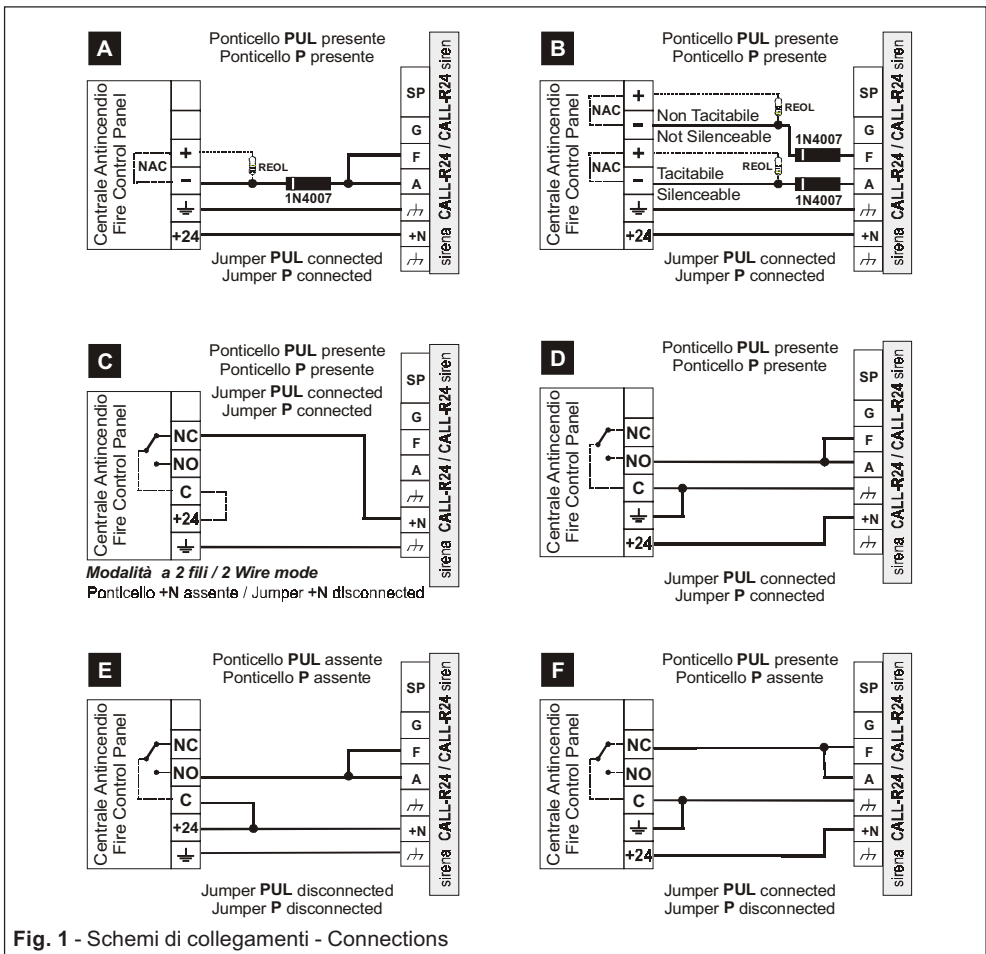 A
Ponticello PUL presente
Ponticello P presente
Centrale Antincendio
Fire Control Panel
NAC
+
−
+24
REOL
1N4007
SP
G
F
A
+N
sirena CALL-R24 / CALL-R24 siren
Jumper PUL connected
Jumper P connected
B
Ponticello PUL presente
Ponticello P presente
Centrale Antincendio
Fire Control Panel
NAC
+
−
NAC
+
−
+24
Non Tacitabile
Not Silenceable
REOL
1N4007
Tacitabile
Silenceable
REOL
1N4007
SP
G
F
A
+N
sirena CALL-R24 / CALL-R24 siren
Jumper PUL connected
Jumper P connected
C
Ponticello PUL presente
Ponticello P presente
Jumper PUL connected
Jumper P connected
Centrale Antincendio
Fire Control Panel
NC
NO
C
+24
SP
G
F
A
+N
sirena CALL-R24 / CALL-R24 siren
Modalità a 2 fili / 2 Wire mode
Ponticello +N assente / Jumper +N disconnected
D
Ponticello PUL presente
Ponticello P presente
Centrale Antincendio
Fire Control Panel
NC
NO
C
+24
SP
G
F
A
+N
sirena CALL-R24 / CALL-R24 siren
Jumper PUL connected
Jumper P connected
E
Ponticello PUL assente
Ponticello P assente
Centrale Antincendio
Fire Control Panel
NC
NO
C
+24
SP
G
F
A
+N
sirena CALL-R24 / CALL-R24 siren
Jumper PUL disconnected
Jumper P disconnected
F
Ponticello PUL presente
Ponticello P assente
Centrale Antincendio
Fire Control Panel
NC
NO
C
+24
SP
G
F
A
+N
sirena CALL-R24 / CALL-R24 siren
Jumper PUL connected
Jumper P disconnected
Fig. 1 - Schemi di collegamenti - Connections